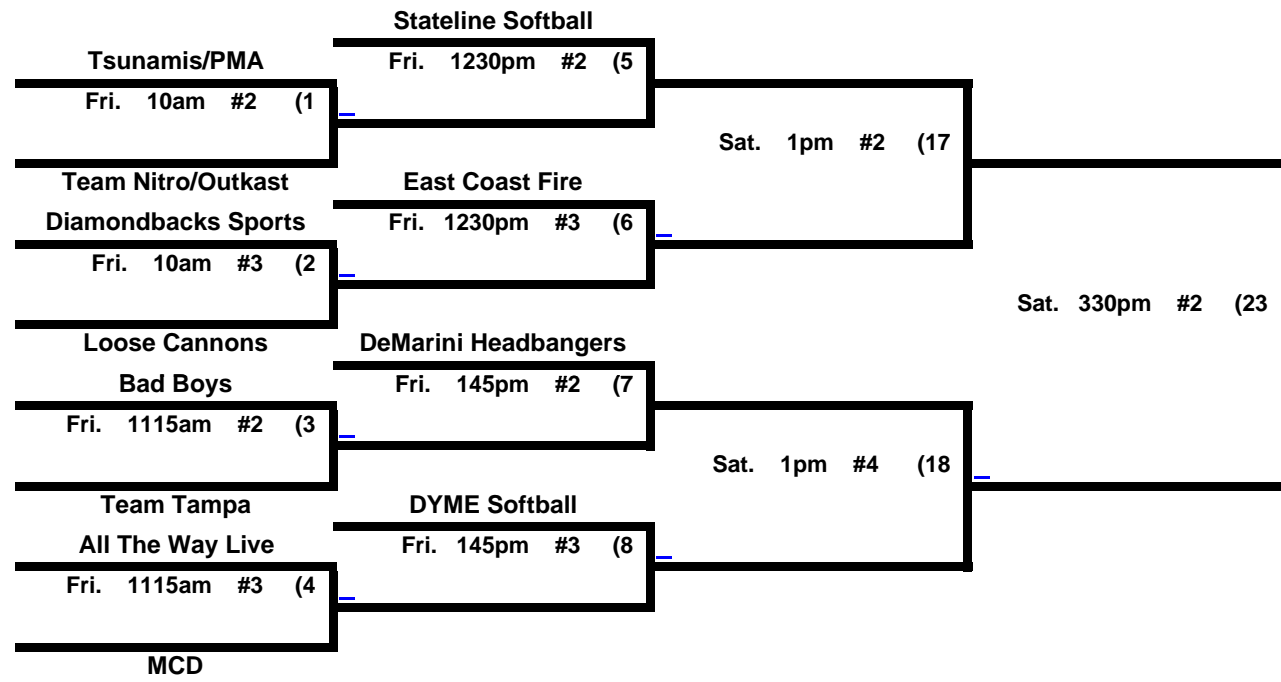 Stateline Softball
Tsunamis/PMA
Fri. 1230pm #2 (5
Fri. 10am #2 (1
Sat. 1pm #2 (17
Team Nitro/Outkast
East Coast Fire
Diamondbacks Sports
Fri. 1230pm #3 (6
Fri. 10am #3 (2
Sat. 330pm #2 (23
Loose Cannons
DeMarini Headbangers
Bad Boys
Fri. 145pm #2 (7
Fri. 1115am #2 (3
Sat. 1pm #4 (18
Team Tampa
DYME Softball
All The Way Live
Fri. 145pm #3 (8
Fri. 1115am #3 (4
MCD